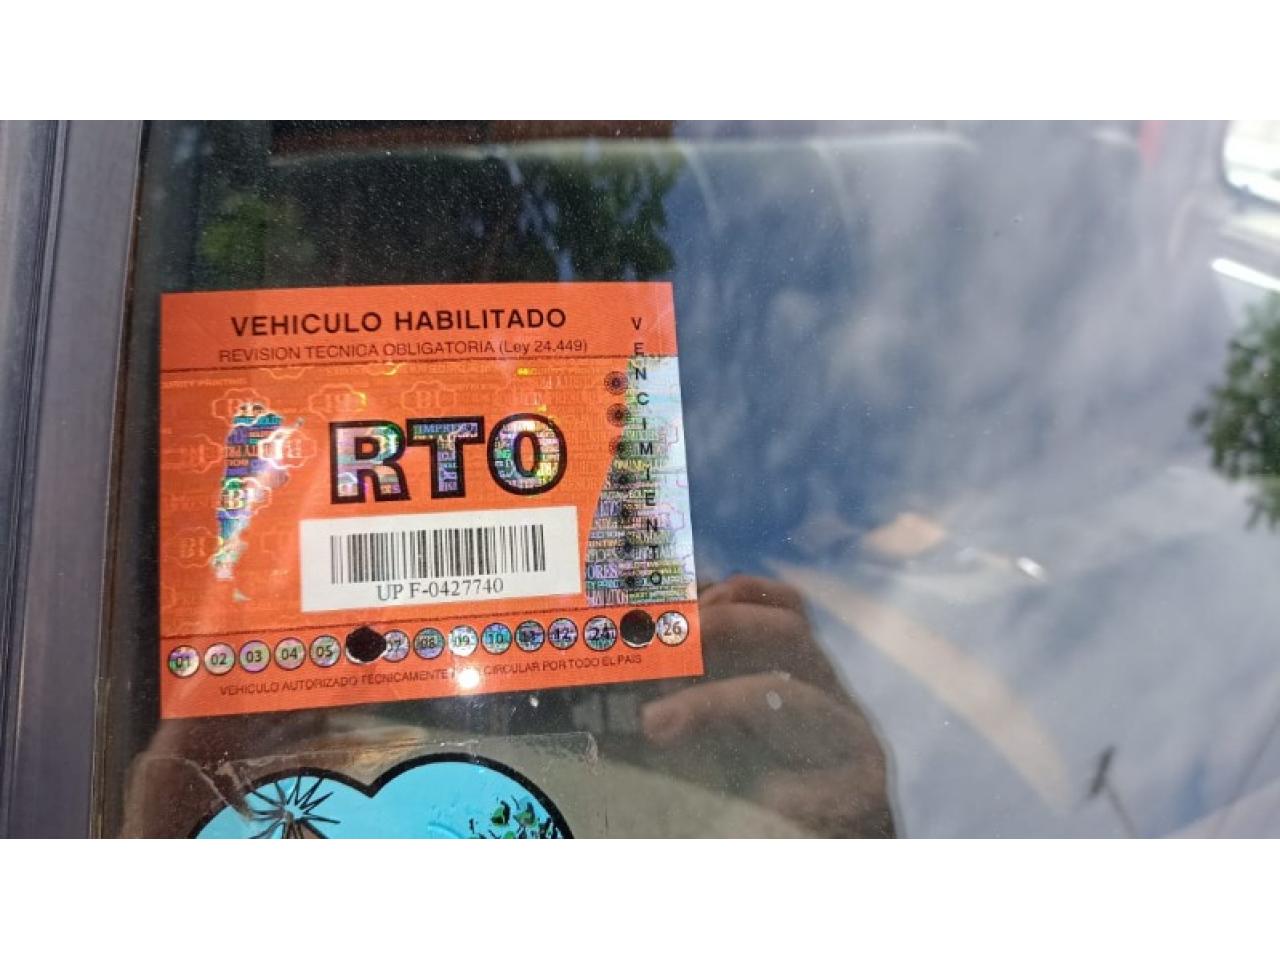 VEHICULO HABILITADO
REVISION TECNICA OBLIGATORIA (Ley 24.449)
VENCIMIENTO
RTO
UP F-0427740
01 02 03 04 05 07 08 09 10 11 12 24 26
VEHICULO AUTORIZADO TECNICAMENTE CIRCULAR POR TODO EL PAIS